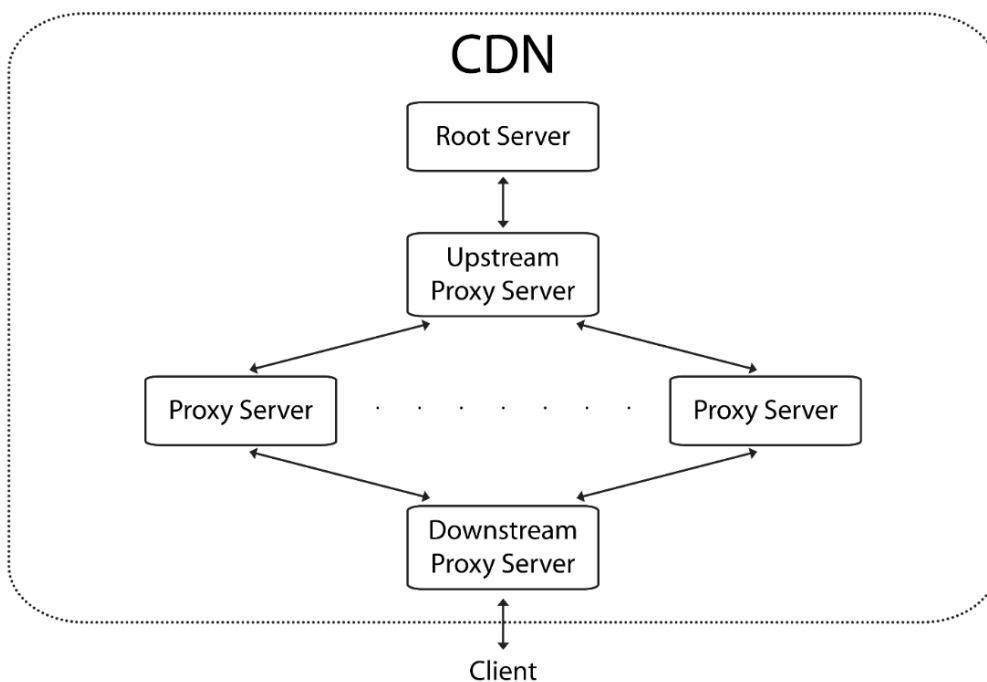 CDN
Root Server
Upstream
Proxy Server
Proxy Server
Proxy Server
Downstream
Proxy Server
Client